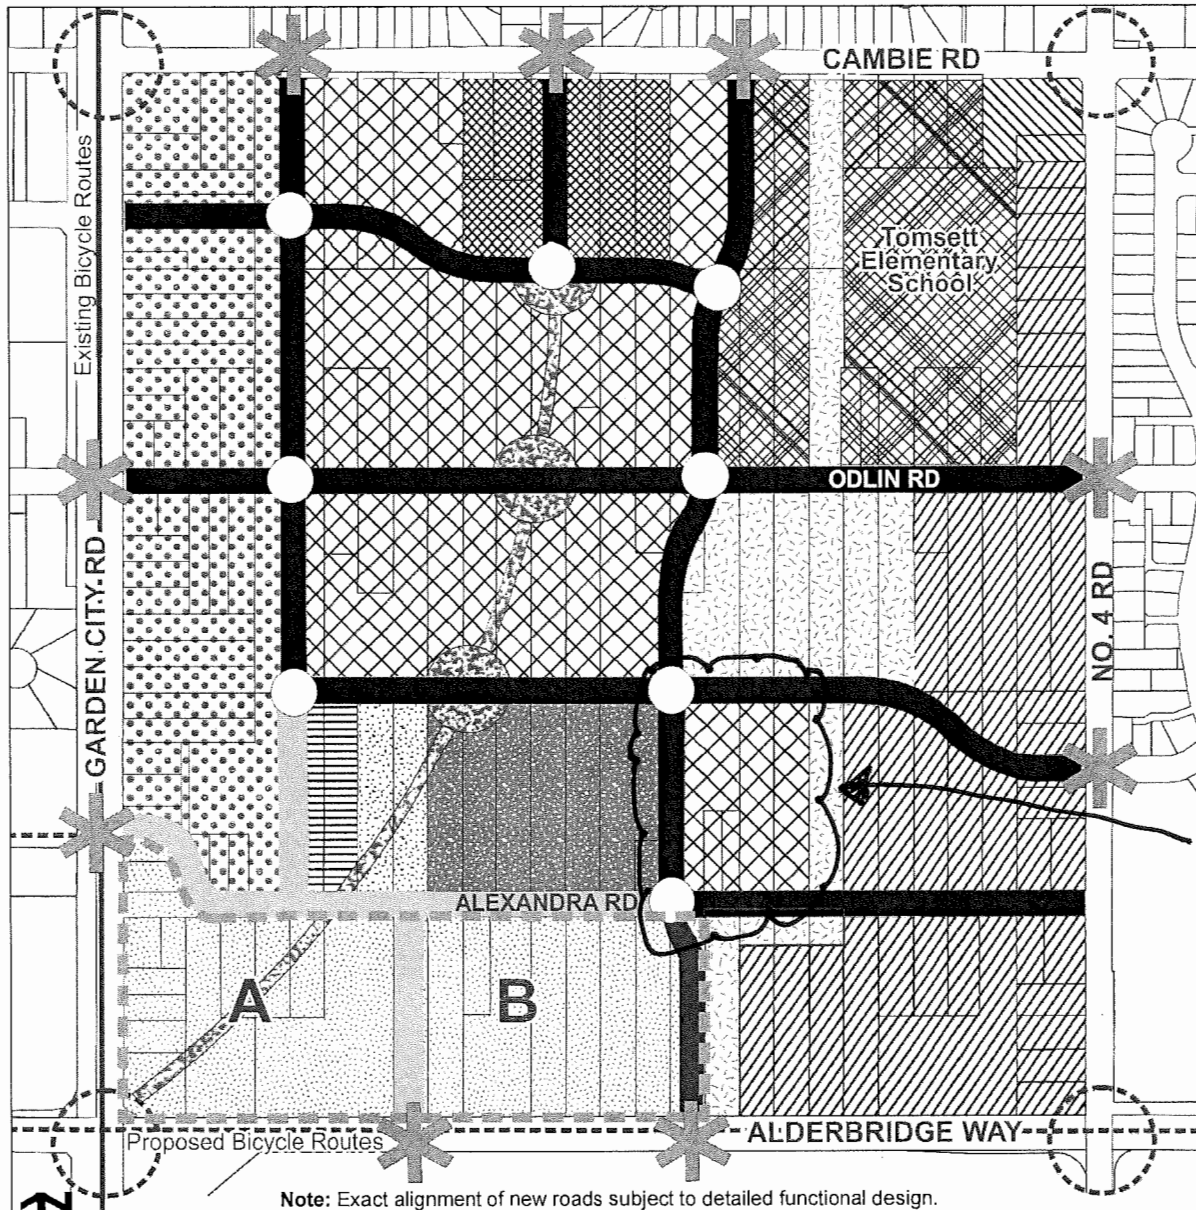 CAMBIE RD
Existing Bicycle Routes
Tomsett
Elementary
School
ODLIN RD
GARDEN CITY RD
NO. 4 RD
ALEXANDRA RD
A
B
Proposed Bicycle Routes
ALDERBRIDGE WAY
N
Note: Exact alignment of new roads subject to detailed functional design.